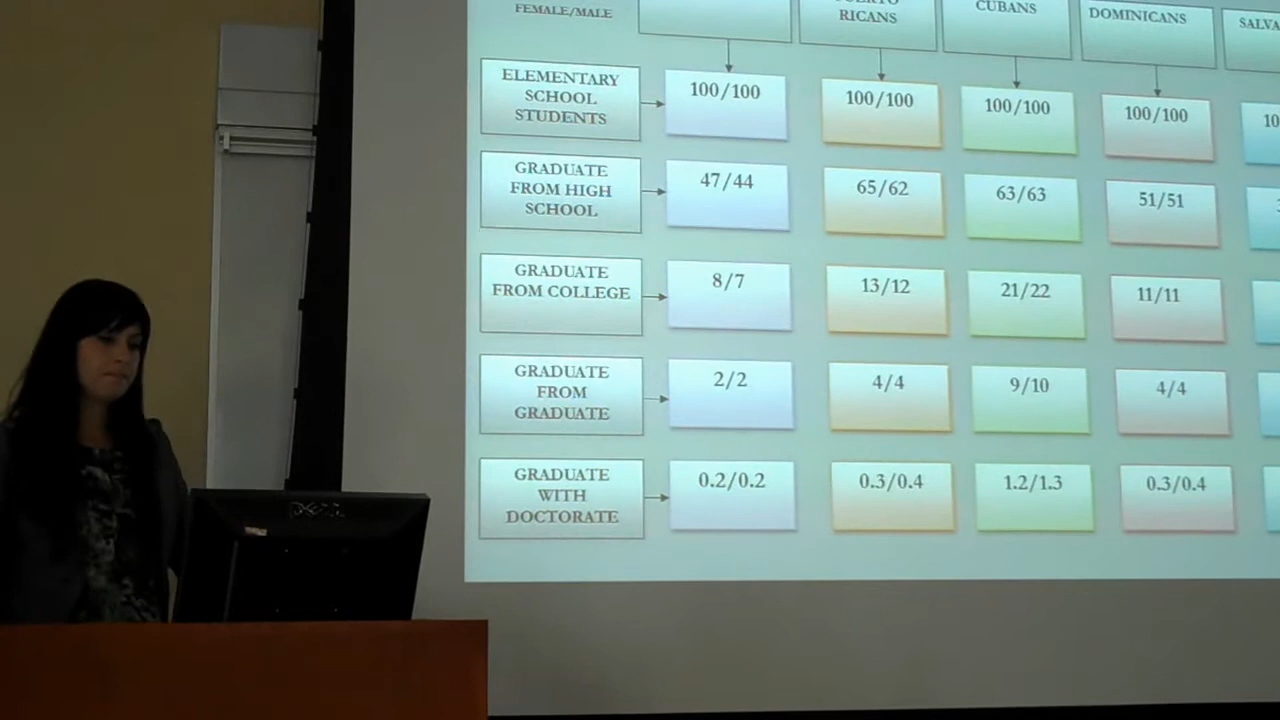 FEMALE/MALE
RICANS
CUBANS
DOMINICANS
ELEMENTARY
SCHOOL
STUDENTS
100/100
100/100
100/100
100/100
10
GRADUATE
FROM HIGH
SCHOOL
47/44
65/62
63/63
51/51
GRADUATE
FROM COLLEGE
8/7
13/12
21/22
11/11
GRADUATE
FROM
GRADUATE
2/2
4/4
9/10
4/4
GRADUATE
WITH
DOCTORATE
0.2/0.2
0.3/0.4
1.2/1.3
0.3/0.4
DELL